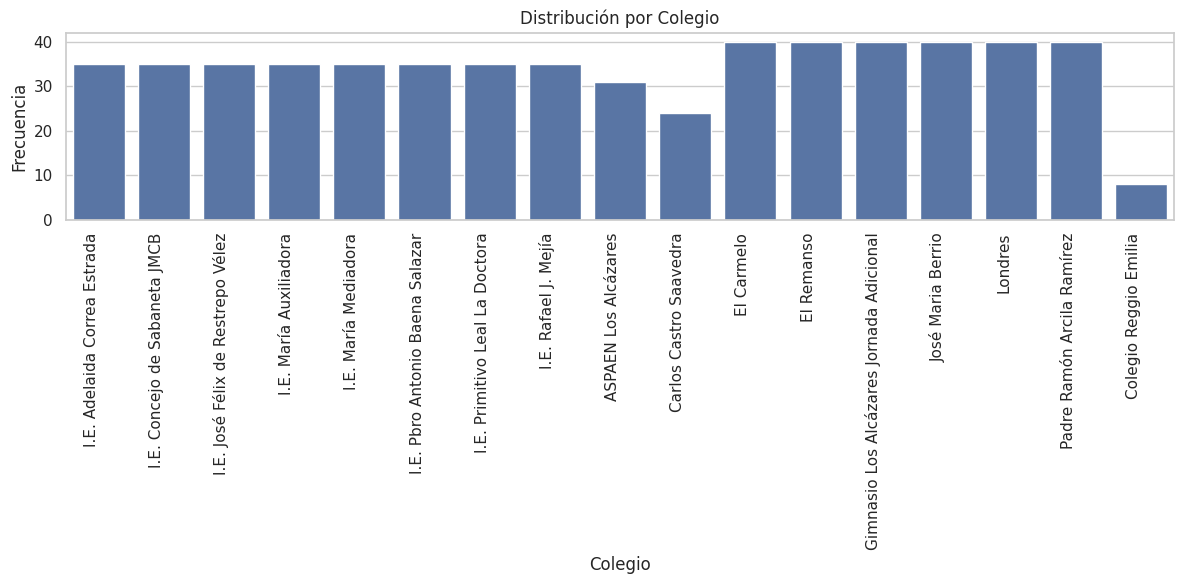 Distribución por Colegio
Frecuencia
40
30
20
10
0
I.E. Adelaida Correa Estrada
I.E. Concejo de Sabaneta JMCB
I.E. José Félix de Restrepo Vélez
I.E. María Auxiliadora
I.E. María Mediadora
I.E. Pbro Antonio Baena Salazar
I.E. Primitivo Leal La Doctora
I.E. Rafael J. Mejía
ASPAEN Los Alcázares
Carlos Castro Saavedra
El Carmelo
El Remanso
Gimnasio Los Alcázares Jornada Adicional
José Maria Berrio
Londres
Padre Ramón Arcila Ramírez
Colegio Reggio Emilia
Colegio